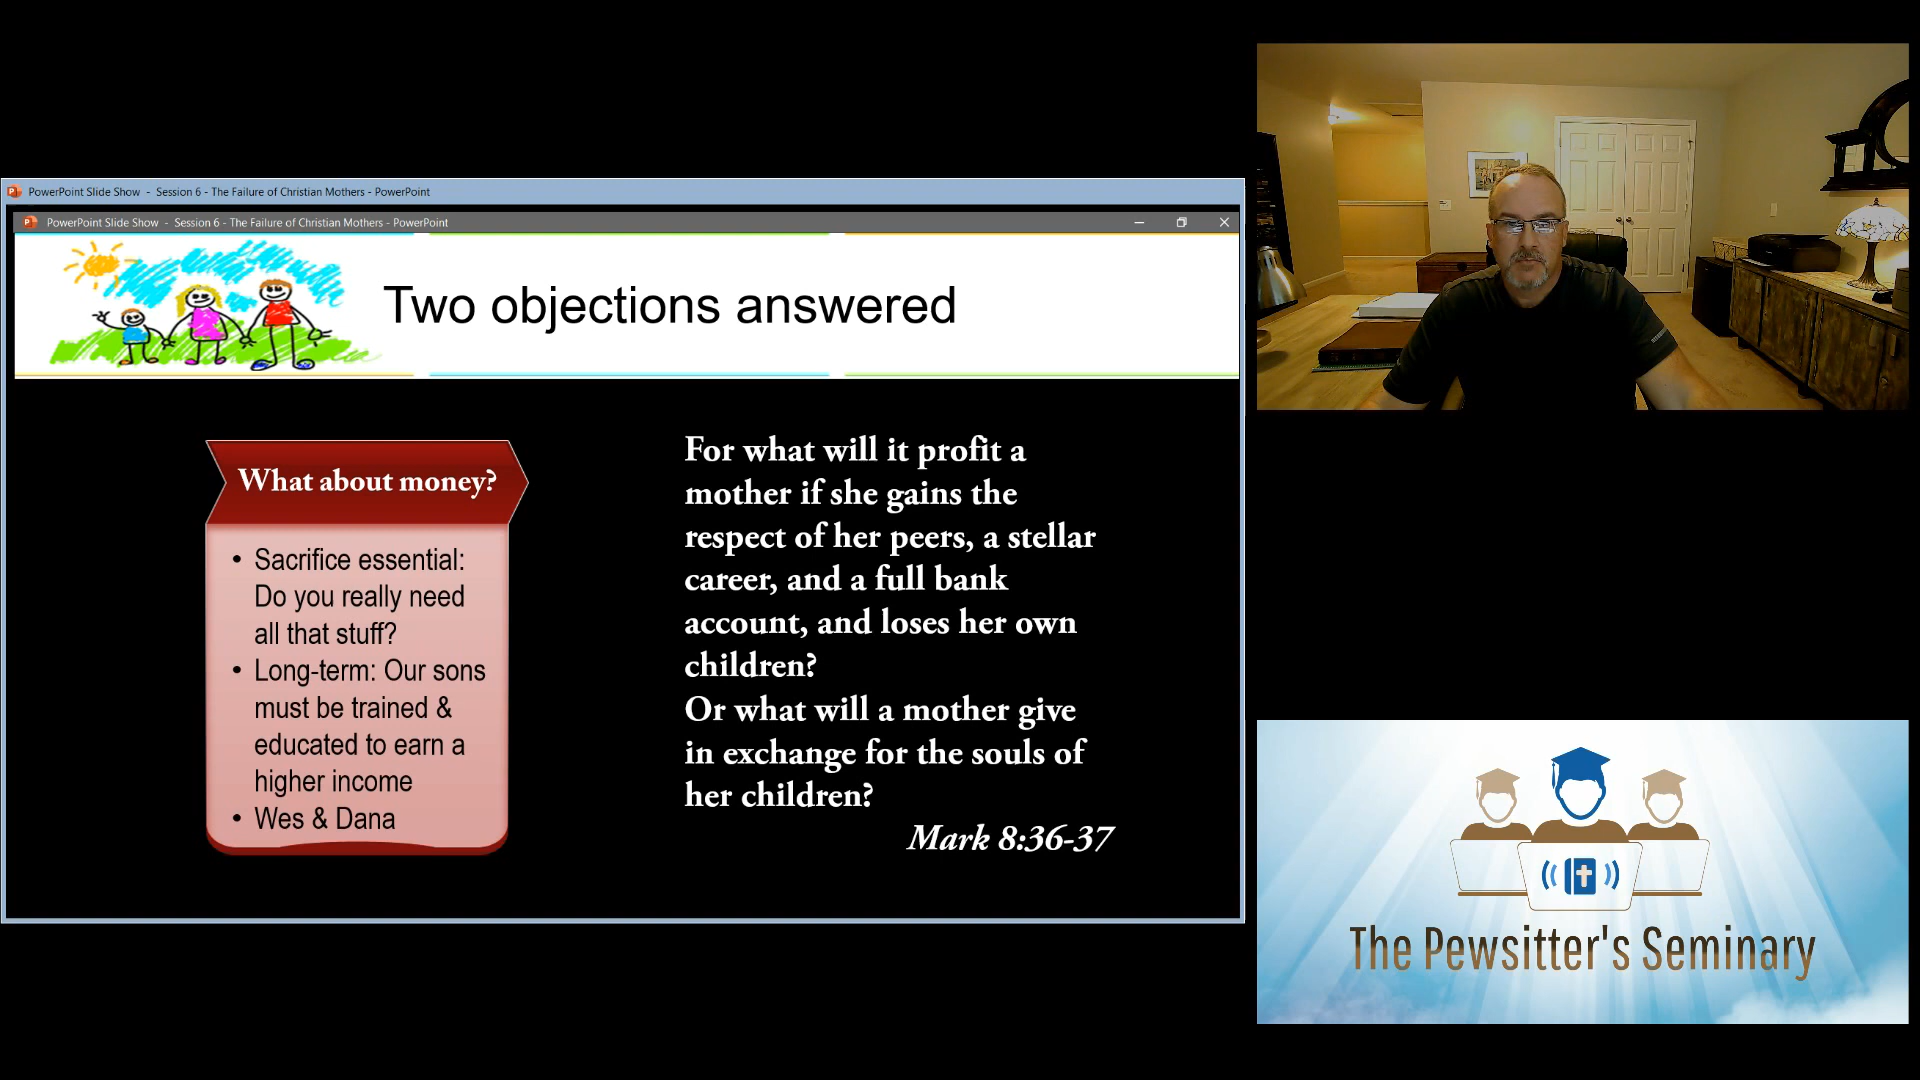 PowerPoint Slide Show - Session 6 - The Failure of Christian Mothers - PowerPoint
PowerPoint Slide Show - Session 6 - The Failure of Christian Mothers - PowerPoint
Two objections answered
What about money?
• Sacrifice essential:
Do you really need
all that stuff?
• Long-term: Our sons
must be trained &
educated to earn a
higher income
• Wes & Dana
For what will it profit a
mother if she gains the
respect of her peers, a stellar
career, and a full bank
account, and loses her own
children?
Or what will a mother give
in exchange for the souls of
her children?
Mark 8:36-37
The Pewsitter's Seminary